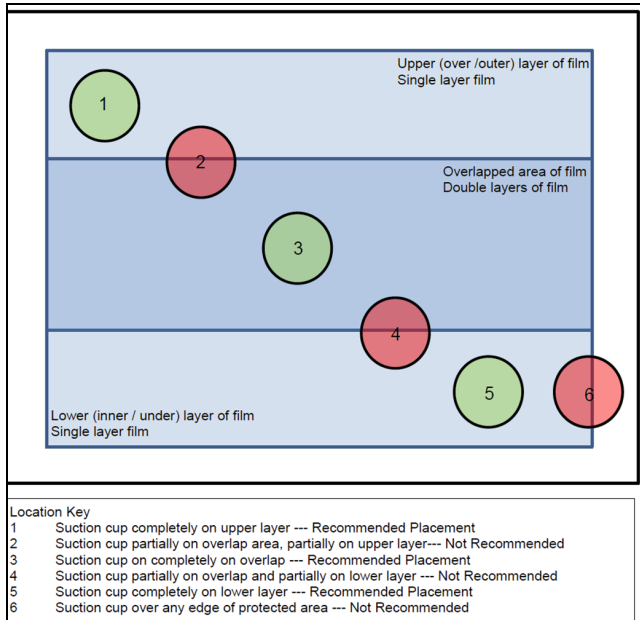 Upper (over /outer) layer of film
Single layer film
1
2
Overlapped area of film
Double layers of film
3
4
5
6
Lower (inner / under) layer of film
Single layer film
Location Key
1 Suction cup completely on upper layer --- Recommended Placement
2 Suction cup partially on overlap area, partially on upper layer--- Not Recommended
3 Suction cup on completely on overlap --- Recommended Placement
4 Suction cup partially on overlap and partially on lower layer --- Not Recommended
5 Suction cup completely on lower layer --- Recommended Placement
6 Suction cup over any edge of protected area --- Not Recommended